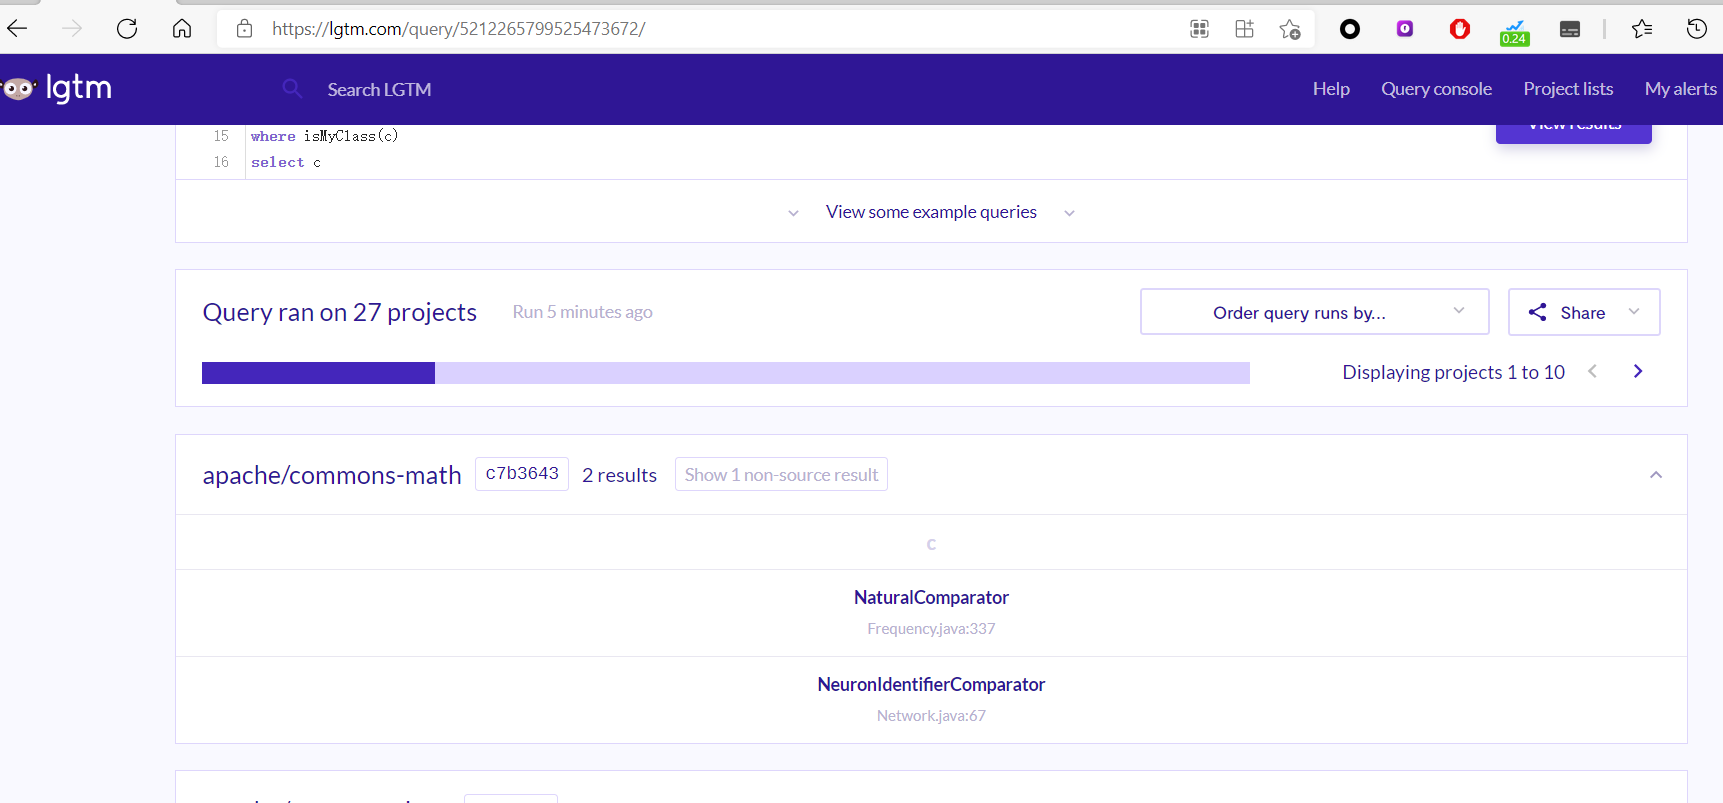 https://lgtm.com/query/5212265799525473672/
0.24
lgtm
Search LGTM
Help
Query console
Project lists
My alerts
15 where isMyClass(c)
View results
16 select c
View some example queries
Query ran on 27 projects
Run 5 minutes ago
Order query runs by...
Share
Displaying projects 1 to 10
apache/commons-math
c7b3643
2 results
Show 1 non-source result
c
NaturalComparator
Frequency.java:337
NeuronIdentifierComparator
Network.java:67